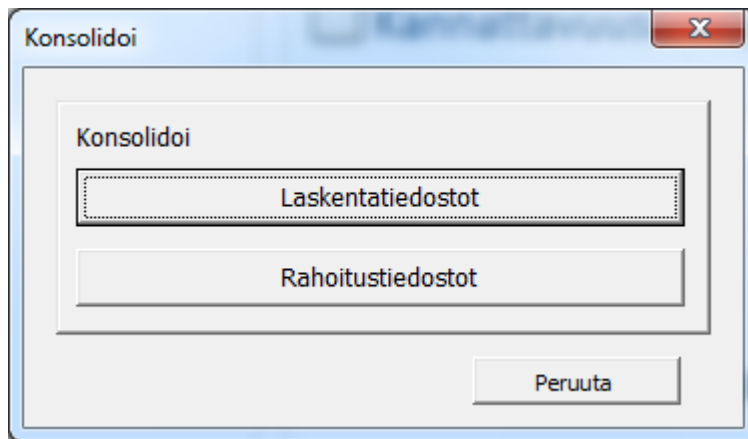 Konsolidoi
Konsolidoi
Laskentatiedostot
Rahoitustiedostot
Peruuta